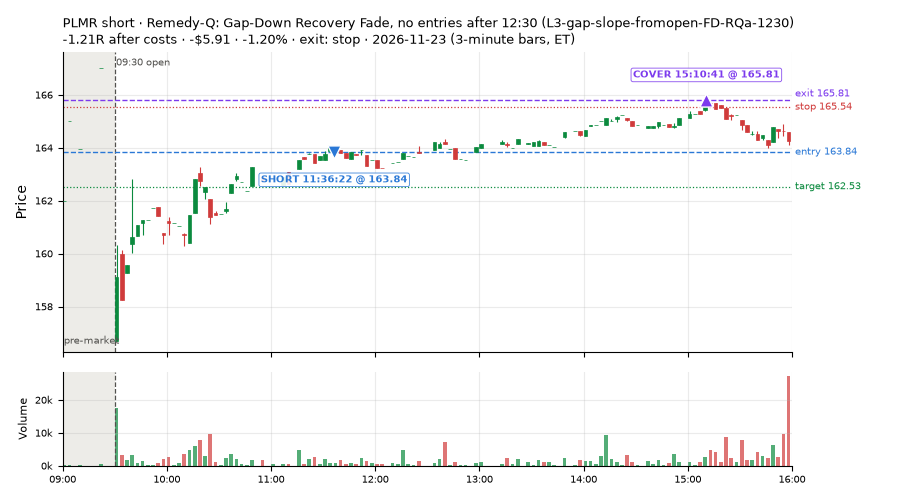 PLMR short · Remedy-Q: Gap-Down Recovery Fade, no entries after 12:30 (L3-gap-slope-fromopen-FD-RQa-1230)
-1.21R after costs · -$5.91 · -1.20% · exit: stop · 2026-11-23 (3-minute bars, ET)
09:30 open
COVER 15:10:41 @ 165.81
exit 165.81
stop 165.54
166
164
entry 163.84
SHORT 11:36:22 @ 163.84
target 162.53
162
160
158
Price
pre-market
20k
10k
0k
Volume
09:00
10:00
11:00
12:00
13:00
14:00
15:00
16:00